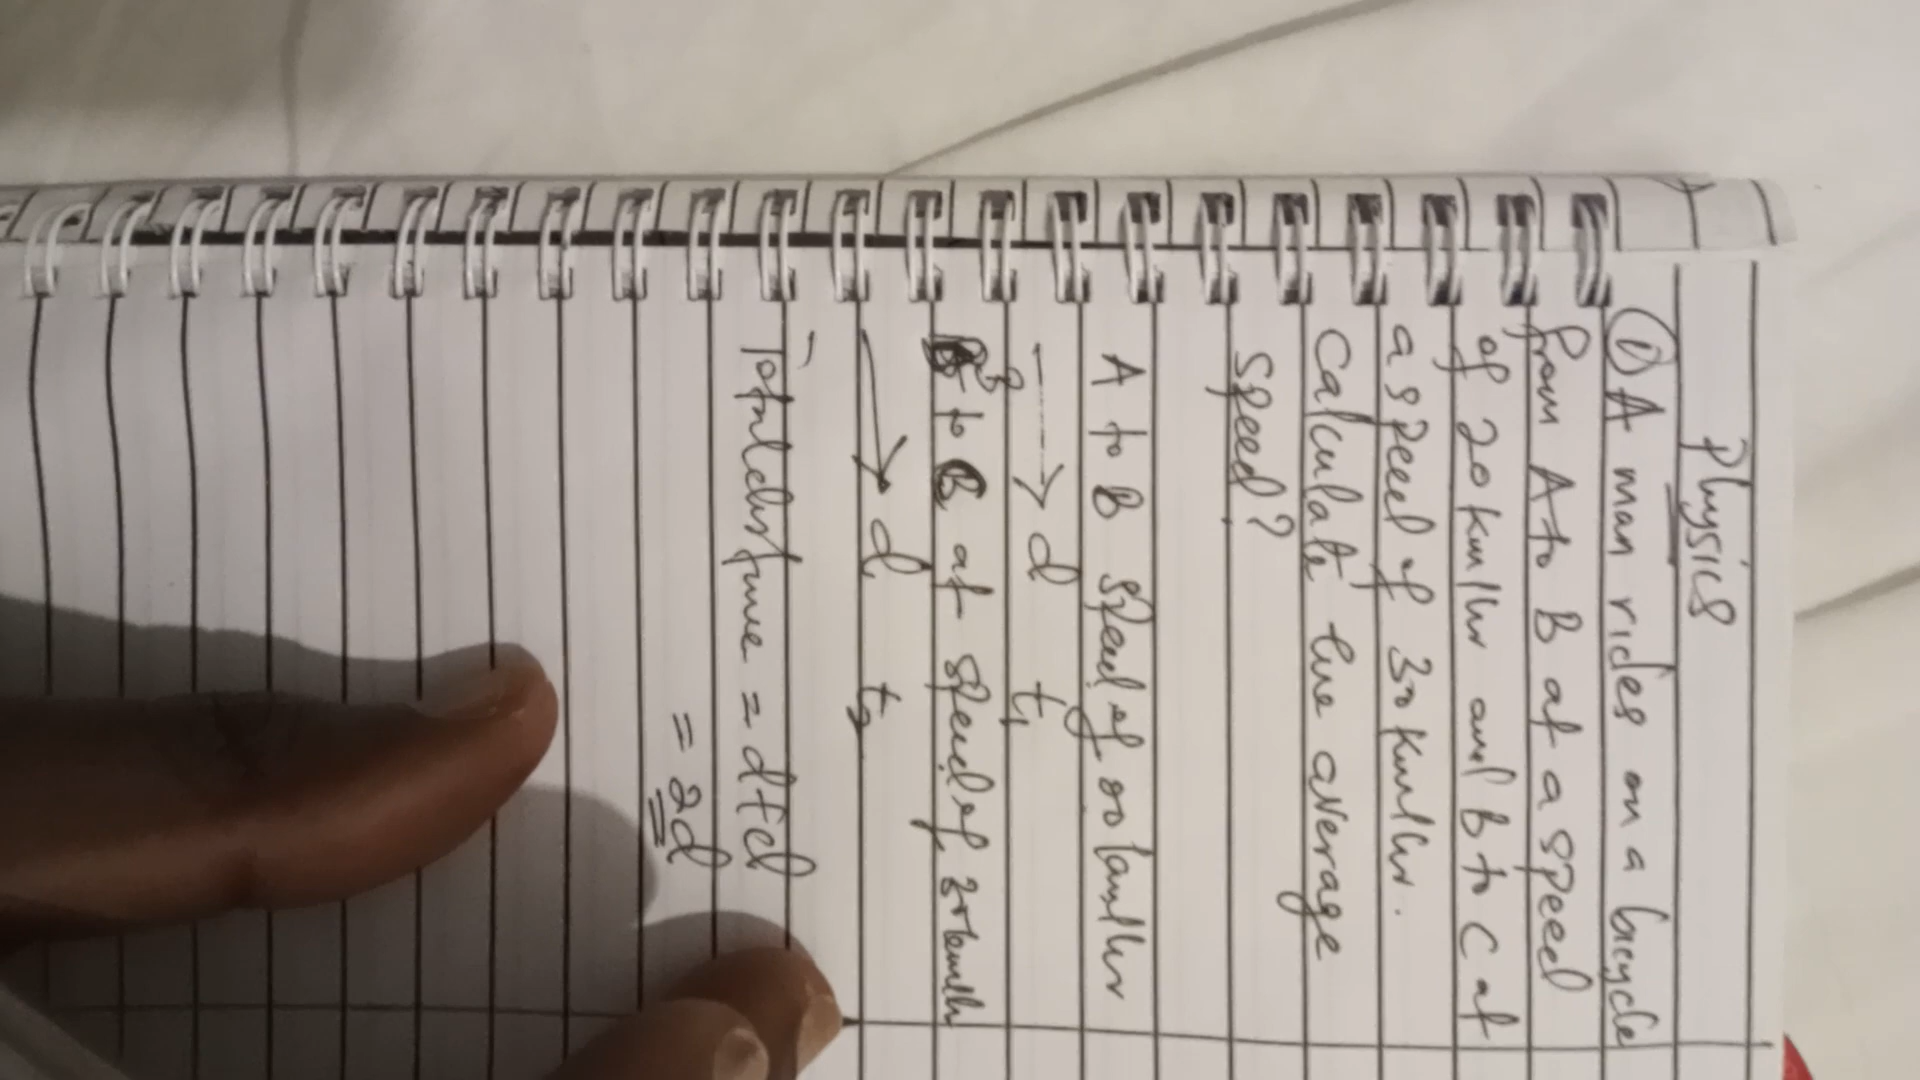 Physics
① A man rides on a bicycle
from A to B at a speed
of 20 km/hr and B to C at
a speed of 30 km/hr.
Calculate the average
speed?
A to B speed of 20 km/hr
d t1
B to C at speed of 30 km/hr
d t2
Total distance = d + d
= 2d